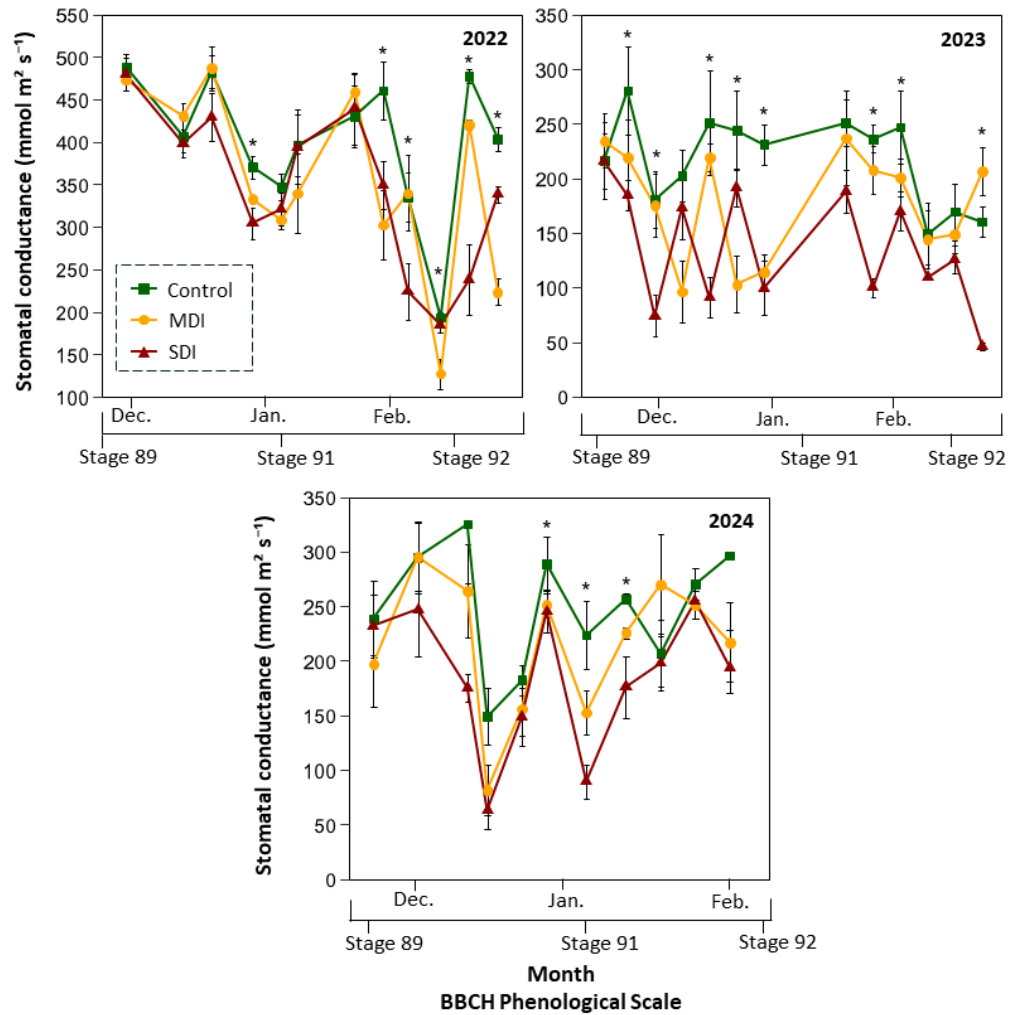 Stomatal conductance (mmol m² s⁻¹)
550
500
450
400
350
300
250
200
150
100
2022
*
*
*
*
*
*
Control
MDI
SDI
Dec.
Jan.
Feb.
Stage 89
Stage 91
Stage 92
350
300
250
200
150
100
50
0
2023
*
*
*
*
*
*
*
*
Dec.
Jan.
Feb.
Stage 89
Stage 91
Stage 92
Stomatal conductance (mmol m² s⁻¹)
350
300
250
200
150
100
50
0
2024
*
*
*
Dec.
Jan.
Feb.
Stage 89
Stage 91
Stage 92
Month
BBCH Phenological Scale